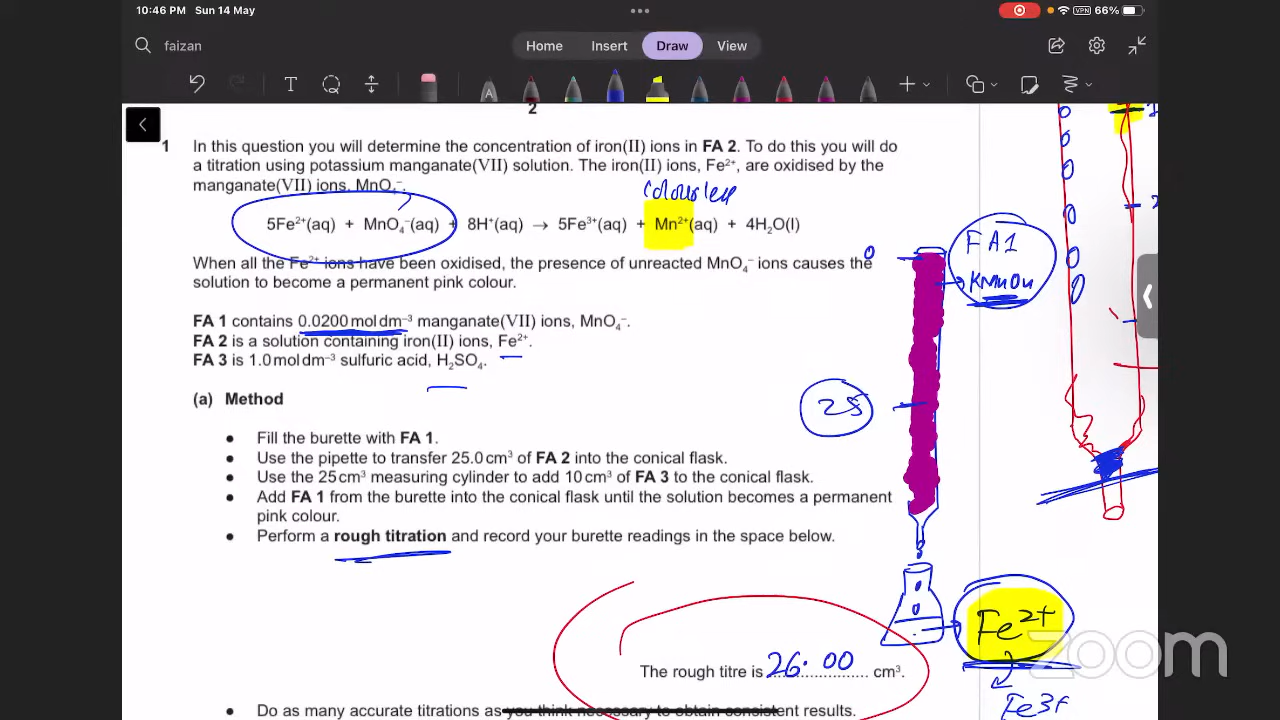 10:46 PM Sun 14 May
66%
VPN
faizan
Home Insert Draw View
2
1 In this question you will determine the concentration of iron(II) ions in FA 2. To do this you will do
a titration using potassium manganate(VII) solution. The iron(II) ions, Fe²⁺, are oxidised by the
manganate(VII) ions, MnO₄⁻.
colourless
5Fe²⁺(aq) + MnO₄⁻(aq) + 8H⁺(aq) → 5Fe³⁺(aq) + Mn²⁺(aq) + 4H₂O(l)
When all the Fe²⁺ ions have been oxidised, the presence of unreacted MnO₄⁻ ions causes the
solution to become a permanent pink colour.
FA 1 contains 0.0200 mol dm⁻³ manganate(VII) ions, MnO₄⁻.
FA 2 is a solution containing iron(II) ions, Fe²⁺.
FA 3 is 1.0 mol dm⁻³ sulfuric acid, H₂SO₄.
(a) Method
● Fill the burette with FA 1.
● Use the pipette to transfer 25.0 cm³ of FA 2 into the conical flask.
● Use the 25 cm³ measuring cylinder to add 10 cm³ of FA 3 to the conical flask.
● Add FA 1 from the burette into the conical flask until the solution becomes a permanent
pink colour.
● Perform a rough titration and record your burette readings in the space below.
The rough titre is 26.00 cm³.
● Do as many accurate titrations as you think necessary to obtain consistent results.
0
FA1
KMnO4
25
Fe2+
Fe3+
zoom